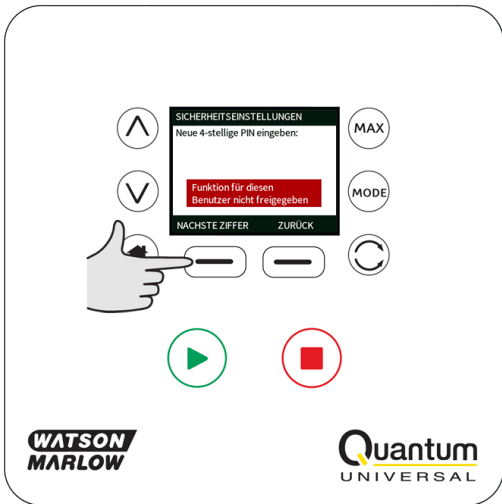 SICHERHEITSEINSTELLUNGEN
Neue 4-stellige PIN eingeben:
MAX
Funktion für diesen
Benutzer nicht freigegeben
MODE
NACHSTE ZIFFER ZURÜCK
WATSON
MARLOW
Quantum
UNIVERSAL